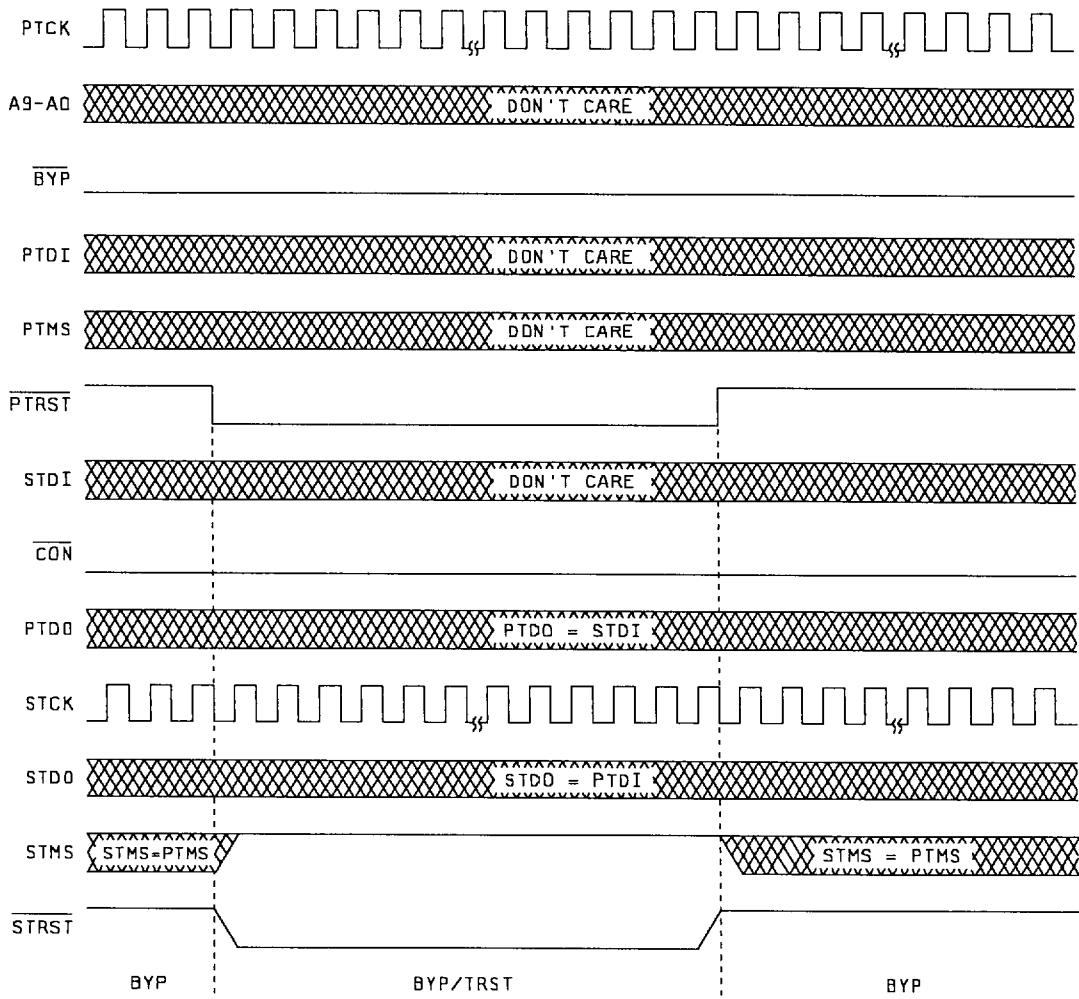 PTCK
A9-A0 DON'T CARE
BYP
PTDI DON'T CARE
PTMS DON'T CARE
PTRST
STDI DON'T CARE
CON
PTDO PTDO = STDI
STCK
STDO STDO = PTDI
STMS STMS=PTMS STMS = PTMS
STRST
BYP BYP/TRST BYP